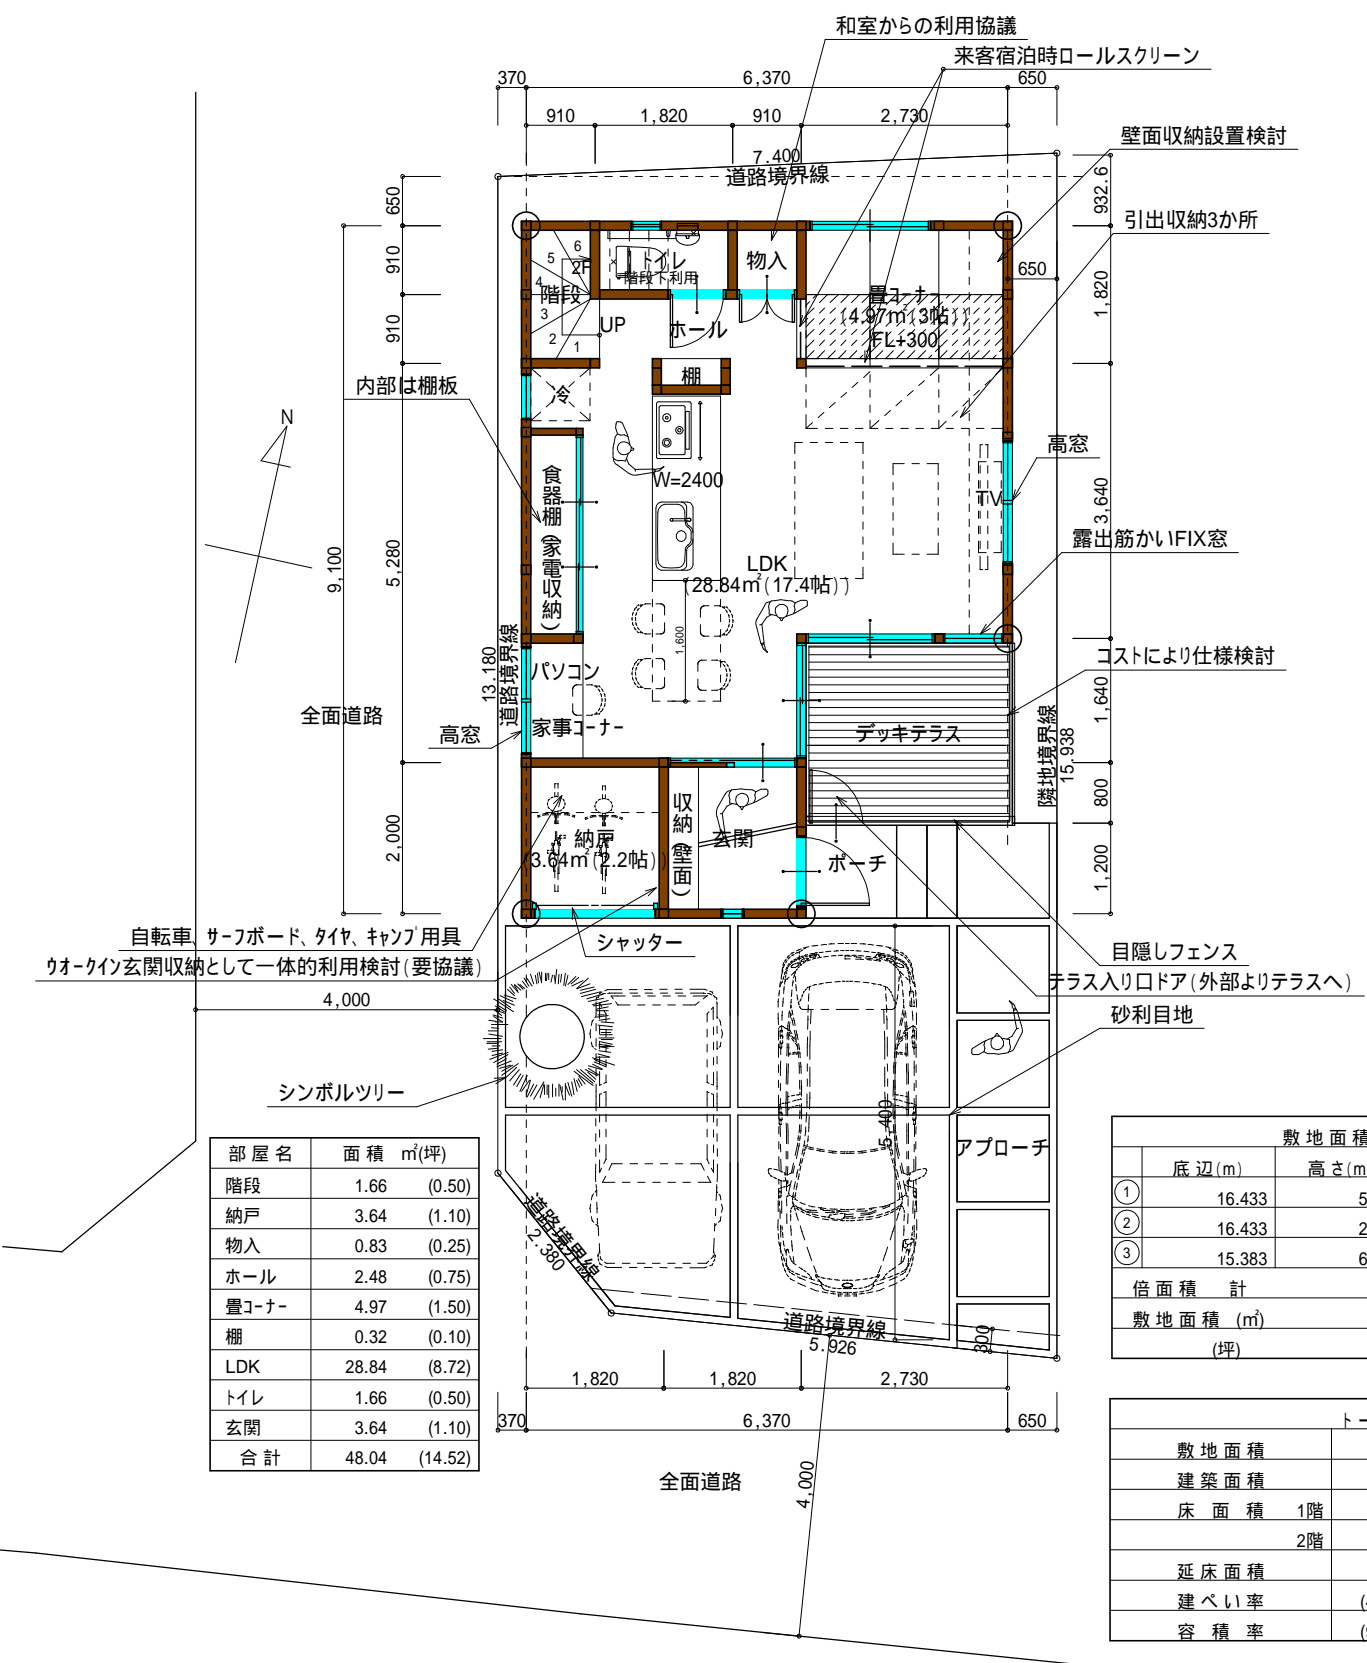 和室からの利用協議
来客宿泊時ロールスクリーン
370
6,370
650
910
1,820
910
2,730
壁面収納設置検討
7.400
道路境界線
932.6
650
引出収納3か所
910
6
5
2F
4
階段
3
2
1
UP
トイレ
階段下利用
物入
ホール
畳コーナー
(4.97㎡(3帖))
FL+300
650
1,820
910
棚
冷
内部は棚板
N
高窓
W=2400
食器棚(家電収納)
TV
3,640
露出筋かいFIX窓
9,100
5,280
LDK
(28.84㎡(17.4帖))
1,600
13.180
道路境界線
コストにより仕様検討
パソコン
家事コーナー
全面道路
高窓
デッキテラス
1,640
隣地境界線
15.938
800
2,000
納戸
(3.64㎡(2.2帖))
収納(壁面)
玄関
ポーチ
1,200
自転車、サーフボード、タイヤ、キャンプ用具
シャッター
目隠しフェンス
ウオークイン玄関収納として一体的利用検討(要協議)
テラス入り口ドア(外部よりテラスへ)
4,000
砂利目地
シンボルツリー
5,400
アプローチ
部屋名 面積 ㎡(坪)
階段 1.66 (0.50)
納戸 3.64 (1.10)
物入 0.83 (0.25)
ホール 2.48 (0.75)
畳コーナー 4.97 (1.50)
棚 0.32 (0.10)
LDK 28.84 (8.72)
トイレ 1.66 (0.50)
玄関 3.64 (1.10)
合計 48.04 (14.52)
道路境界線
2.380
道路境界線
5.926
300
1,820
1,820
2,730
370
6,370
650
全面道路
4,000
敷地面積
底辺(m) 高さ(m
① 16.433 5
② 16.433 2
③ 15.383 6
倍面積 計
敷地面積 (㎡)
(坪)
トー
敷地面積
建築面積
床面積 1階
2階
延床面積
建ぺい率
容積率